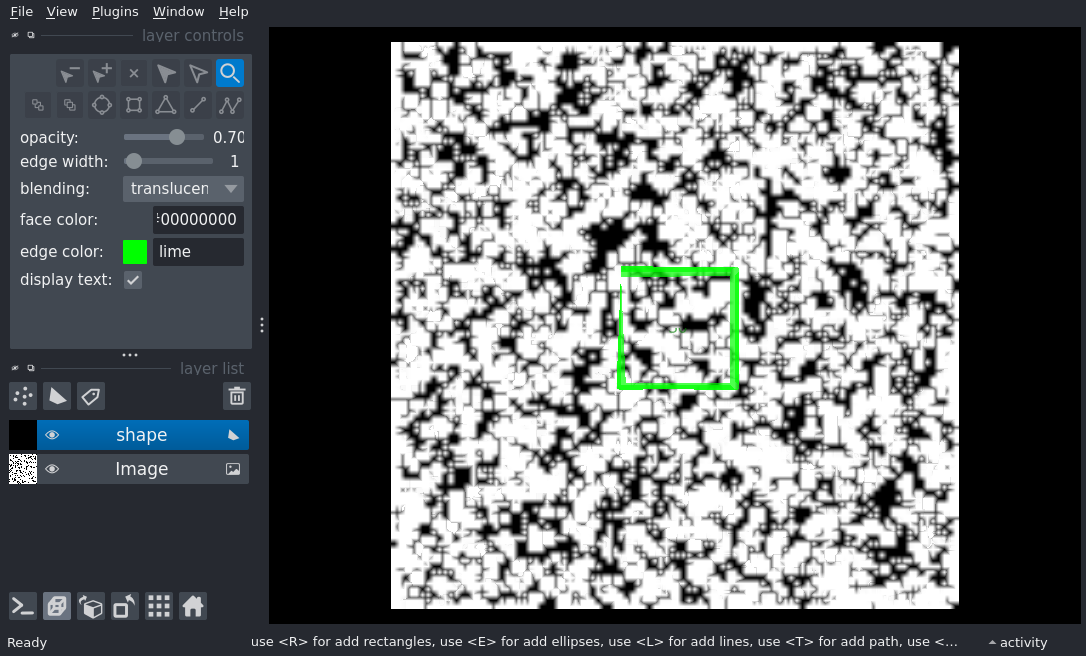 File View Plugins Window Help
layer controls
opacity: 0.70
edge width: 1
blending: translucen
face color: 00000000
edge color: lime
display text:
layer list
shape
Image
Ready
use <R> for add rectangles, use <E> for add ellipses, use <L> for add lines, use <T> for add path, use <…
activity